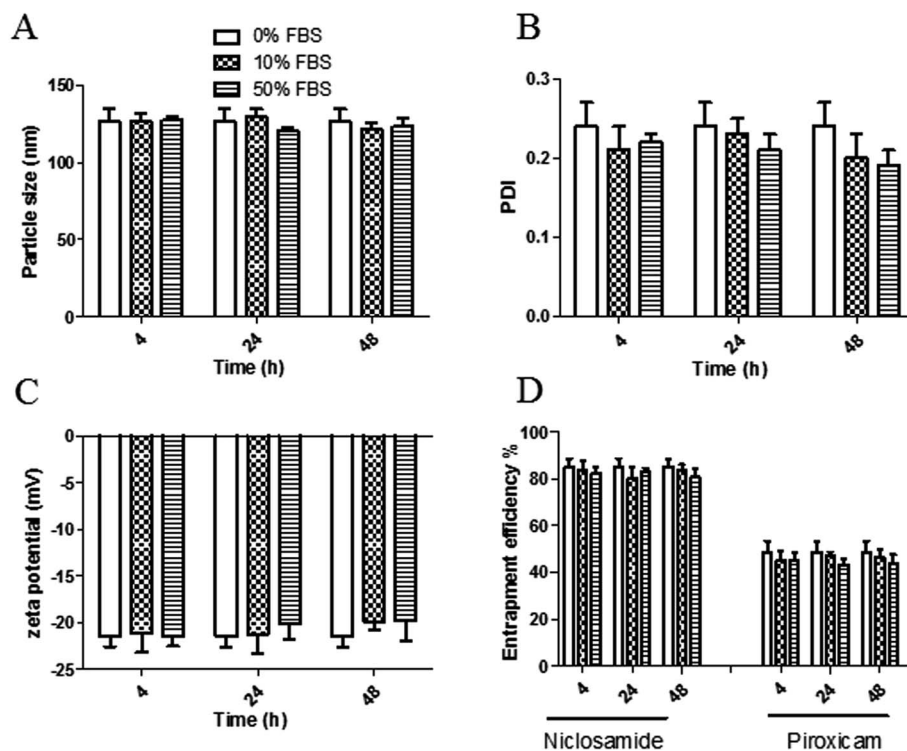 A
0% FBS
10% FBS
50% FBS
150
100
50
0
Particle size (nm)
4
24
48
Time (h)
B
0.3
0.2
0.1
0.0
PDI
4
24
48
Time (h)
C
0
-5
-10
-15
-20
-25
zeta potential (mV)
4
24
48
Time (h)
D
100
80
60
40
20
0
Entrapment efficiency %
4
24
48
4
24
48
Niclosamide
Piroxicam